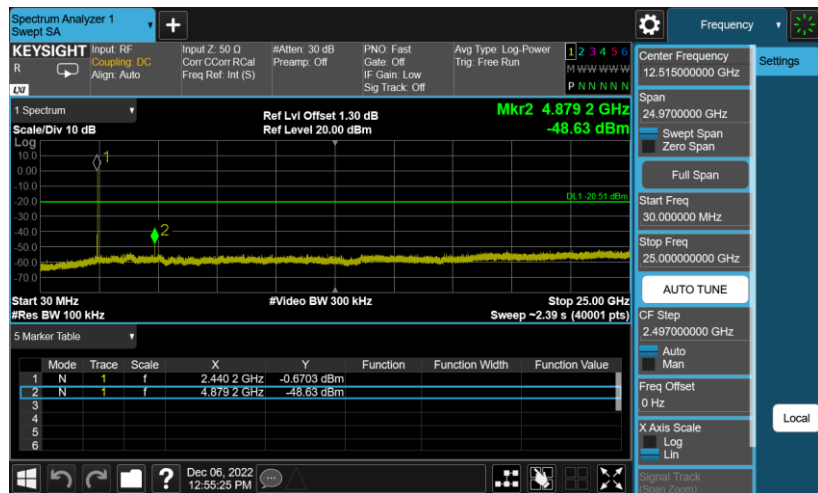 Spectrum Analyzer 1
Swept SA
+
Frequency
KEYSIGHT
R
LXI
Input: RF
Coupling: DC
Align: Auto
Input Z: 50 Ω
Corr CCorr RCal
Freq Ref: Int (S)
#Atten: 30 dB
Preamp: Off
PNO: Fast
Gate: Off
IF Gain: Low
Sig Track: Off
Avg Type: Log-Power
Trig: Free Run
1 2 3 4 5 6
M W W W W W
P N N N N N
1 Spectrum
Scale/Div 10 dB
Ref Lvl Offset 1.30 dB
Ref Level 20.00 dBm
Mkr2 4.879 2 GHz
-48.63 dBm
Log
10.0
0.00
-10.0
-20.0
-30.0
-40.0
-50.0
-60.0
-70.0
1
2
DL1 -20.51 dBm
Start 30 MHz
#Res BW 100 kHz
#Video BW 300 kHz
Stop 25.00 GHz
Sweep ~2.39 s (40001 pts)
5 Marker Table
Mode Trace Scale X Y Function Function Width Function Value
1 N 1 f 2.440 2 GHz -0.6703 dBm
2 N 1 f 4.879 2 GHz -48.63 dBm
3
4
5
6
?
Dec 06, 2022
12:55:25 PM
Center Frequency
12.515000000 GHz
Span
24.9700000 GHz
Swept Span
Zero Span
Full Span
Start Freq
30.000000 MHz
Stop Freq
25.000000000 GHz
AUTO TUNE
CF Step
2.497000000 GHz
Auto
Man
Freq Offset
0 Hz
X Axis Scale
Log
Lin
Signal Track
(Span Zoom)
Settings
Local